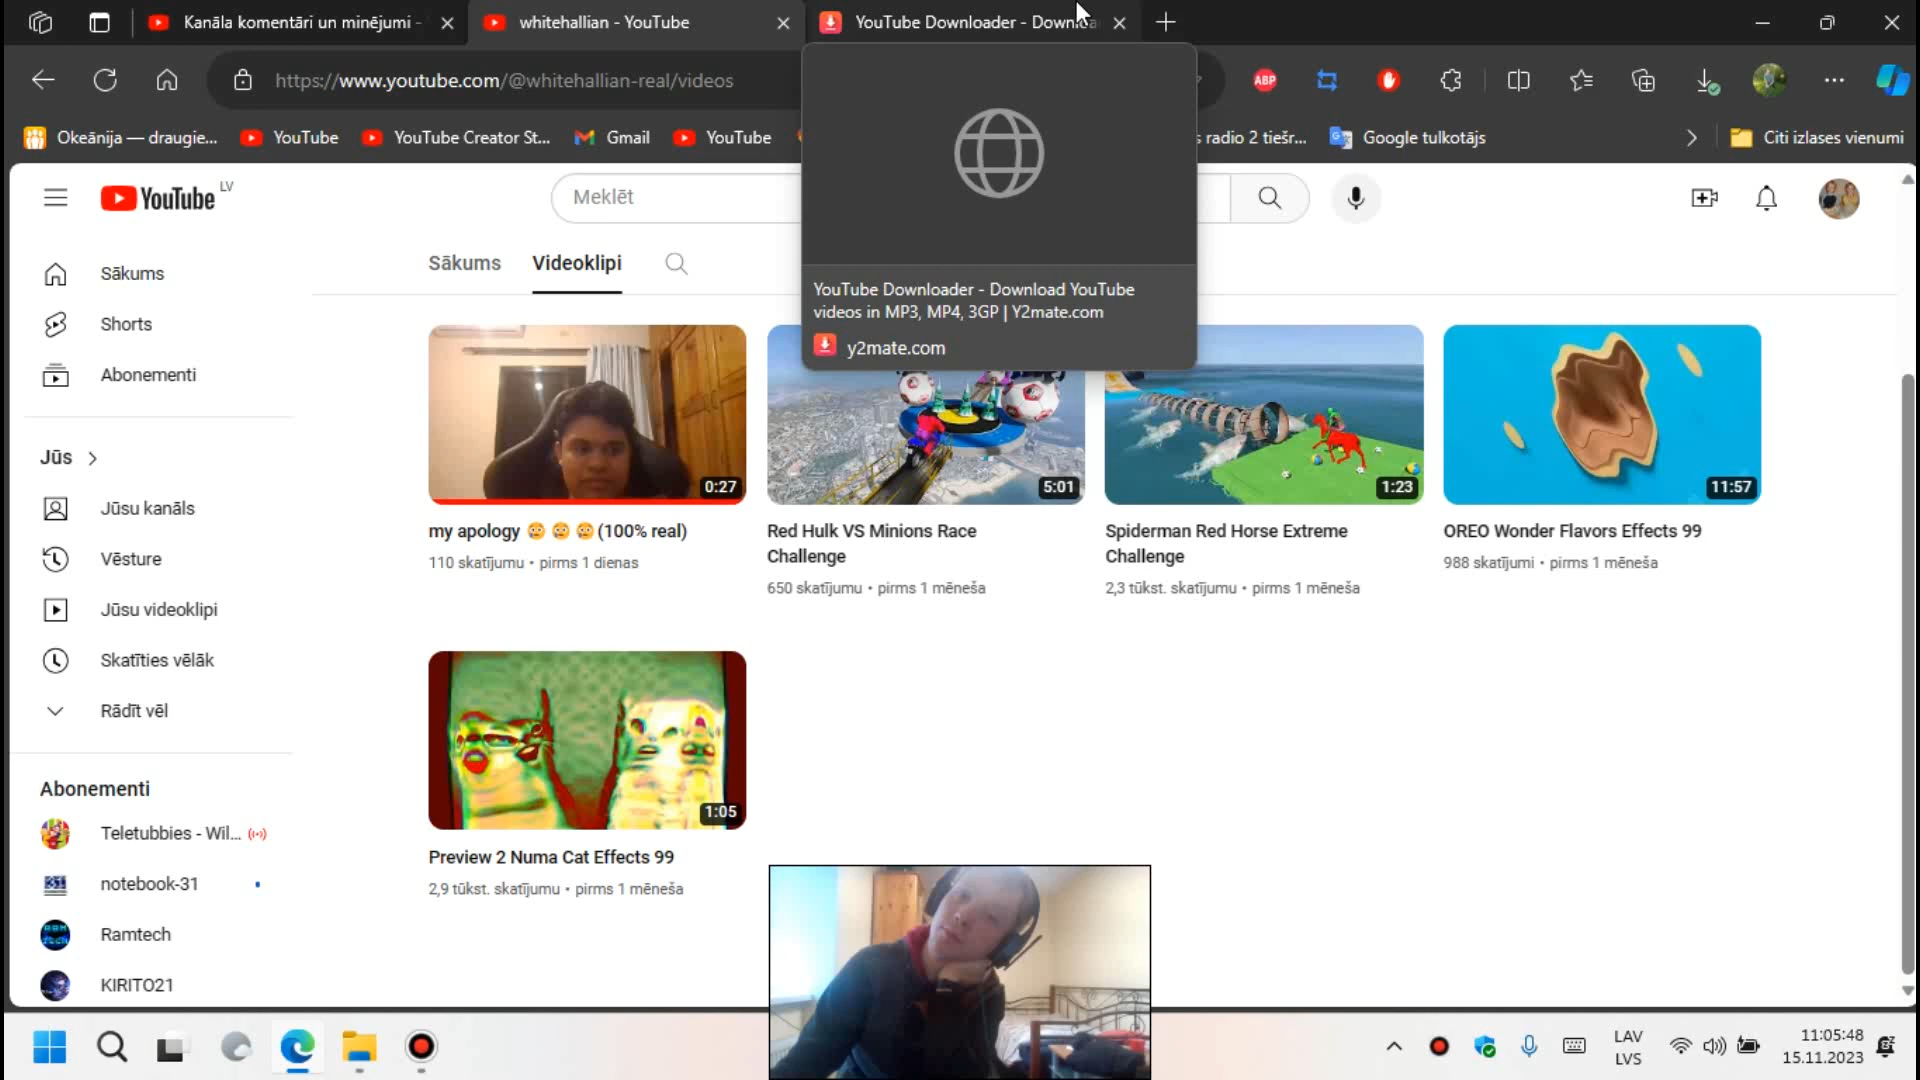 Kanāla komentāri un minējumi -
whitehallian - YouTube
YouTube Downloader - Downloa
https://www.youtube.com/@whitehallian-real/videos
ABP
Okeānija — draugie...
YouTube
YouTube Creator St...
Gmail
YouTube
radio 2 tiešr...
Google tulkotājs
Citi izlases vienumi
YouTube LV
Meklēt
Sākums
Shorts
Abonementi
Jūs
Jūsu kanāls
Vēsture
Jūsu videoklipi
Skatīties vēlāk
Rādīt vēl
Abonementi
Teletubbies - Wil...
notebook-31
Ramtech
KIRITO21
Sākums
Videoklipi
YouTube Downloader - Download YouTube
videos in MP3, MP4, 3GP | Y2mate.com
y2mate.com
0:27
my apology 😳 😳 😳 (100% real)
110 skatījumu • pirms 1 dienas
5:01
Red Hulk VS Minions Race
Challenge
650 skatījumu • pirms 1 mēneša
1:23
Spiderman Red Horse Extreme
Challenge
2,3 tūkst. skatījumu • pirms 1 mēneša
11:57
OREO Wonder Flavors Effects 99
988 skatījumi • pirms 1 mēneša
1:05
Preview 2 Numa Cat Effects 99
2,9 tūkst. skatījumu • pirms 1 mēneša
LAV
LVS
11:05:48
15.11.2023